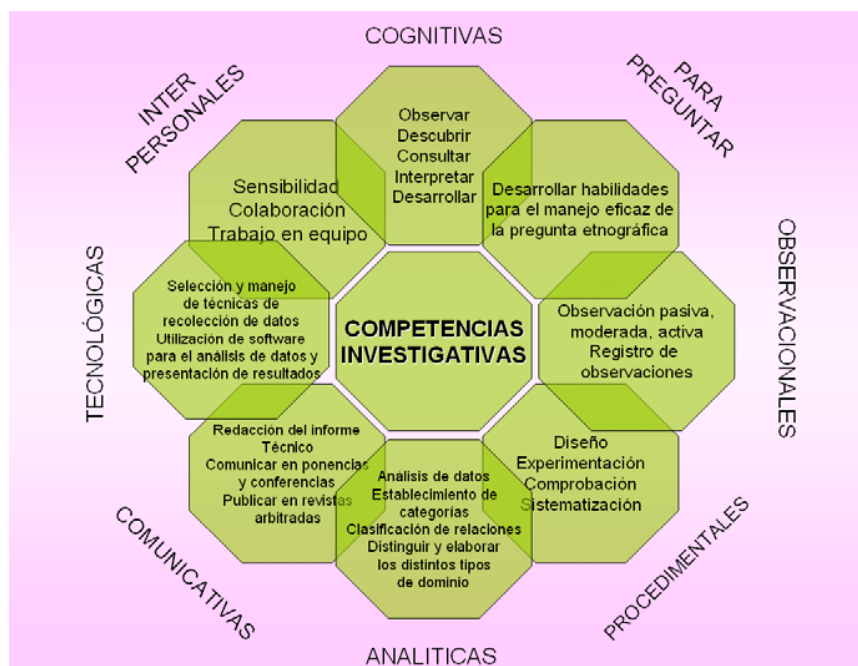 COGNITIVAS
Observar
Descubrir
Consultar
Interpretar
Desarrollar
PARA
PREGUNTAR
Desarrollar habilidades
para el manejo eficaz de
la pregunta etnográfica
OBSERVACIONALES
Observación pasiva,
moderada, activa
Registro de
observaciones
PROCEDIMENTALES
Diseño
Experimentación
Comprobación
Sistematización
ANALITICAS
Análisis de datos
Establecimiento de
categorías
Clasificación de relaciones
Distinguir y elaborar
los distintos tipos
de dominio
COMUNICATIVAS
Redacción del informe
Técnico
Comunicar en ponencias
y conferencias
Publicar en revistas
arbitradas
TECNOLÓGICAS
Selección y manejo
de técnicas de
recolección de datos
Utilización de software
para el análisis de datos y
presentación de resultados
INTER
PERSONALES
Sensibilidad
Colaboración
Trabajo en equipo
COMPETENCIAS
INVESTIGATIVAS